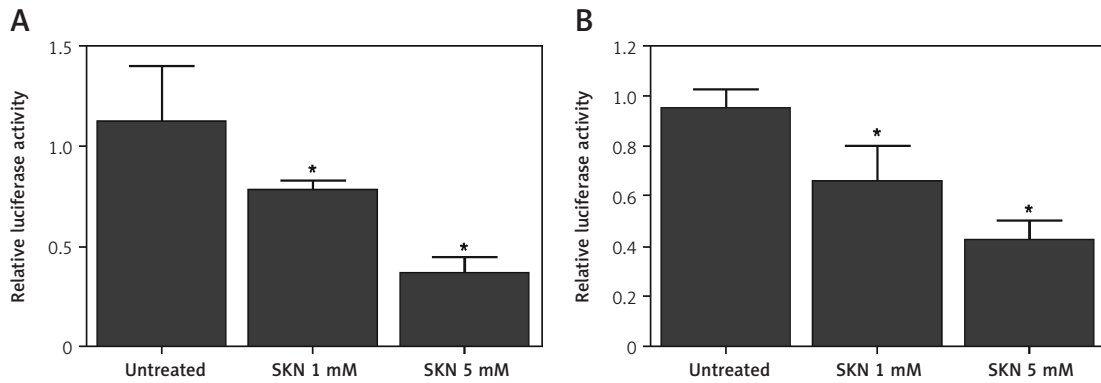 A
Relative luciferase activity
1.5
1.0
0.5
0
*
*
Untreated SKN 1 mM SKN 5 mM
B
Relative luciferase activity
1.2
1.0
0.8
0.6
0.4
0.2
0
*
*
Untreated SKN 1 mM SKN 5 mM